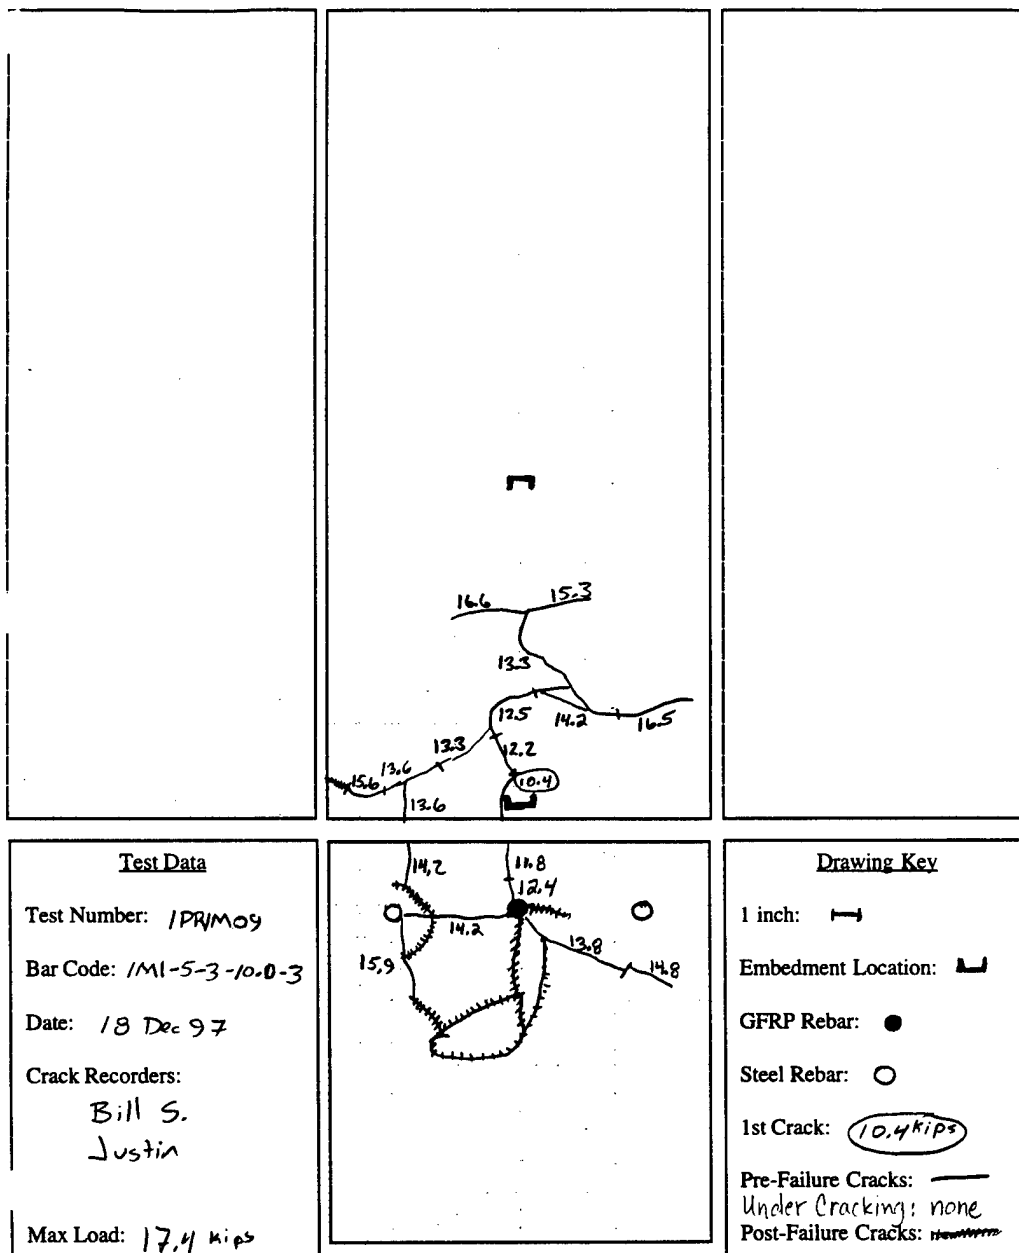 16.6
15.3
13.3
12.5
14.2
16.5
13.3
12.2
15.6
13.6
10.4
13.6
Test Data
Test Number: 1PRIM09
Bar Code: 1M1-5-3-10.0-3
Date: 18 Dec 97
Crack Recorders:
Bill S.
Justin
Max Load: 17.4 kips
14.2
11.8
12.4
14.2
13.8
15.9
14.8
Drawing Key
1 inch:
Embedment Location:
GFRP Rebar:
Steel Rebar:
1st Crack: 10.4 kips
Pre-Failure Cracks:
Under Cracking: none
Post-Failure Cracks: